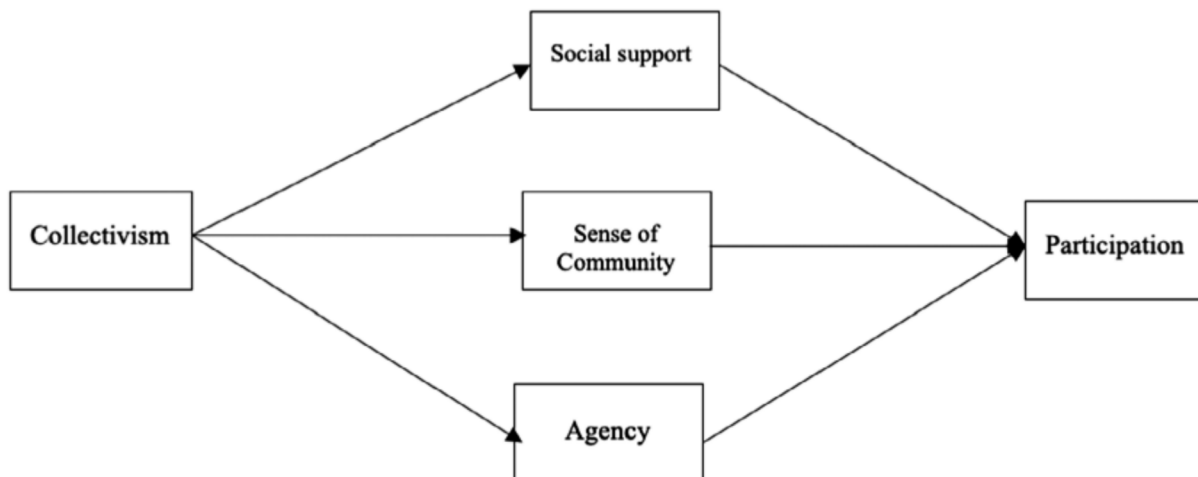 Social support
Collectivism
Sense of
Community
Participation
Agency